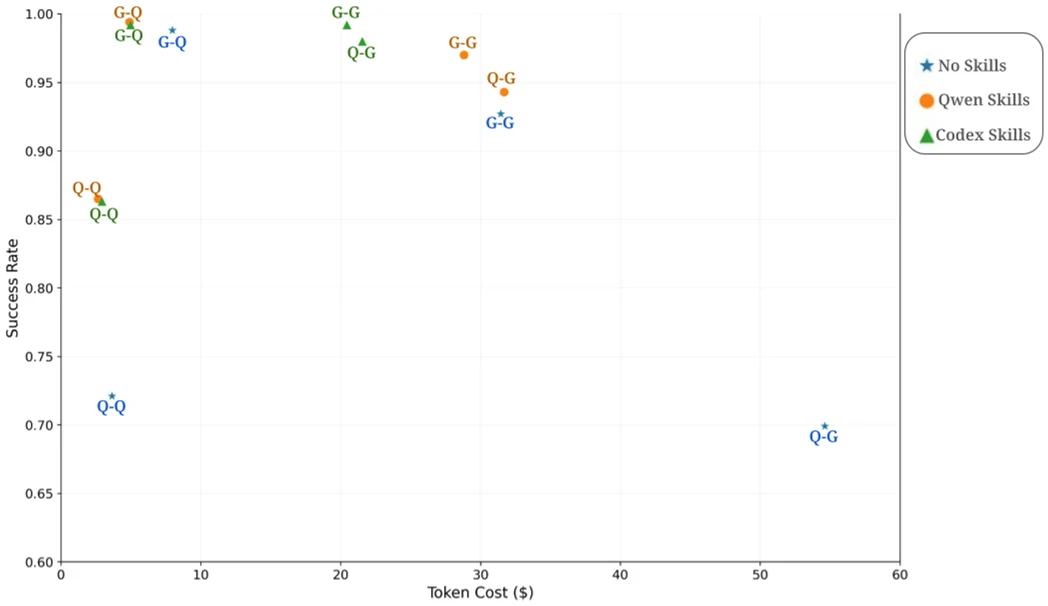 1.00
0.95
0.90
0.85
0.80
0.75
0.70
0.65
0.60
Success Rate
0
10
20
30
40
50
60
Token Cost ($)
G-Q
G-Q
G-Q
G-G
Q-G
G-G
Q-G
G-G
Q-Q
Q-Q
Q-Q
Q-G
No Skills
Qwen Skills
Codex Skills